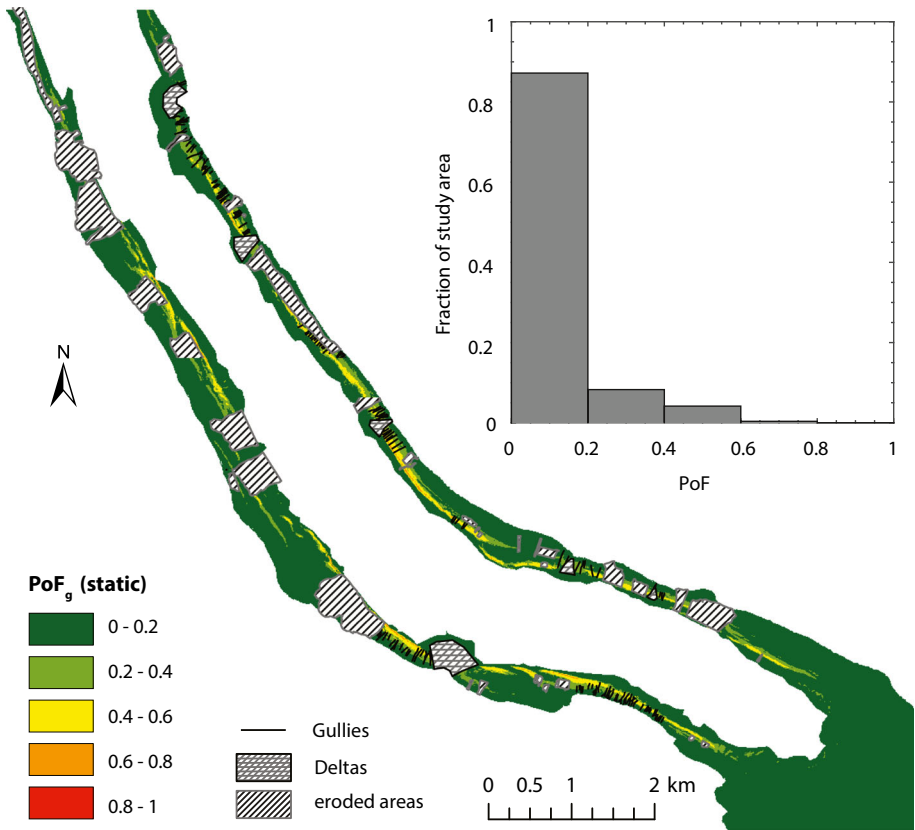 1
0.8
0.6
0.4
0.2
0
Fraction of study area
0 0.2 0.4 0.6 0.8 1
PoF
N
PoFg (static)
0 - 0.2
0.2 - 0.4
0.4 - 0.6
0.6 - 0.8
0.8 - 1
Gullies
Deltas
eroded areas
0 0.5 1 2 km